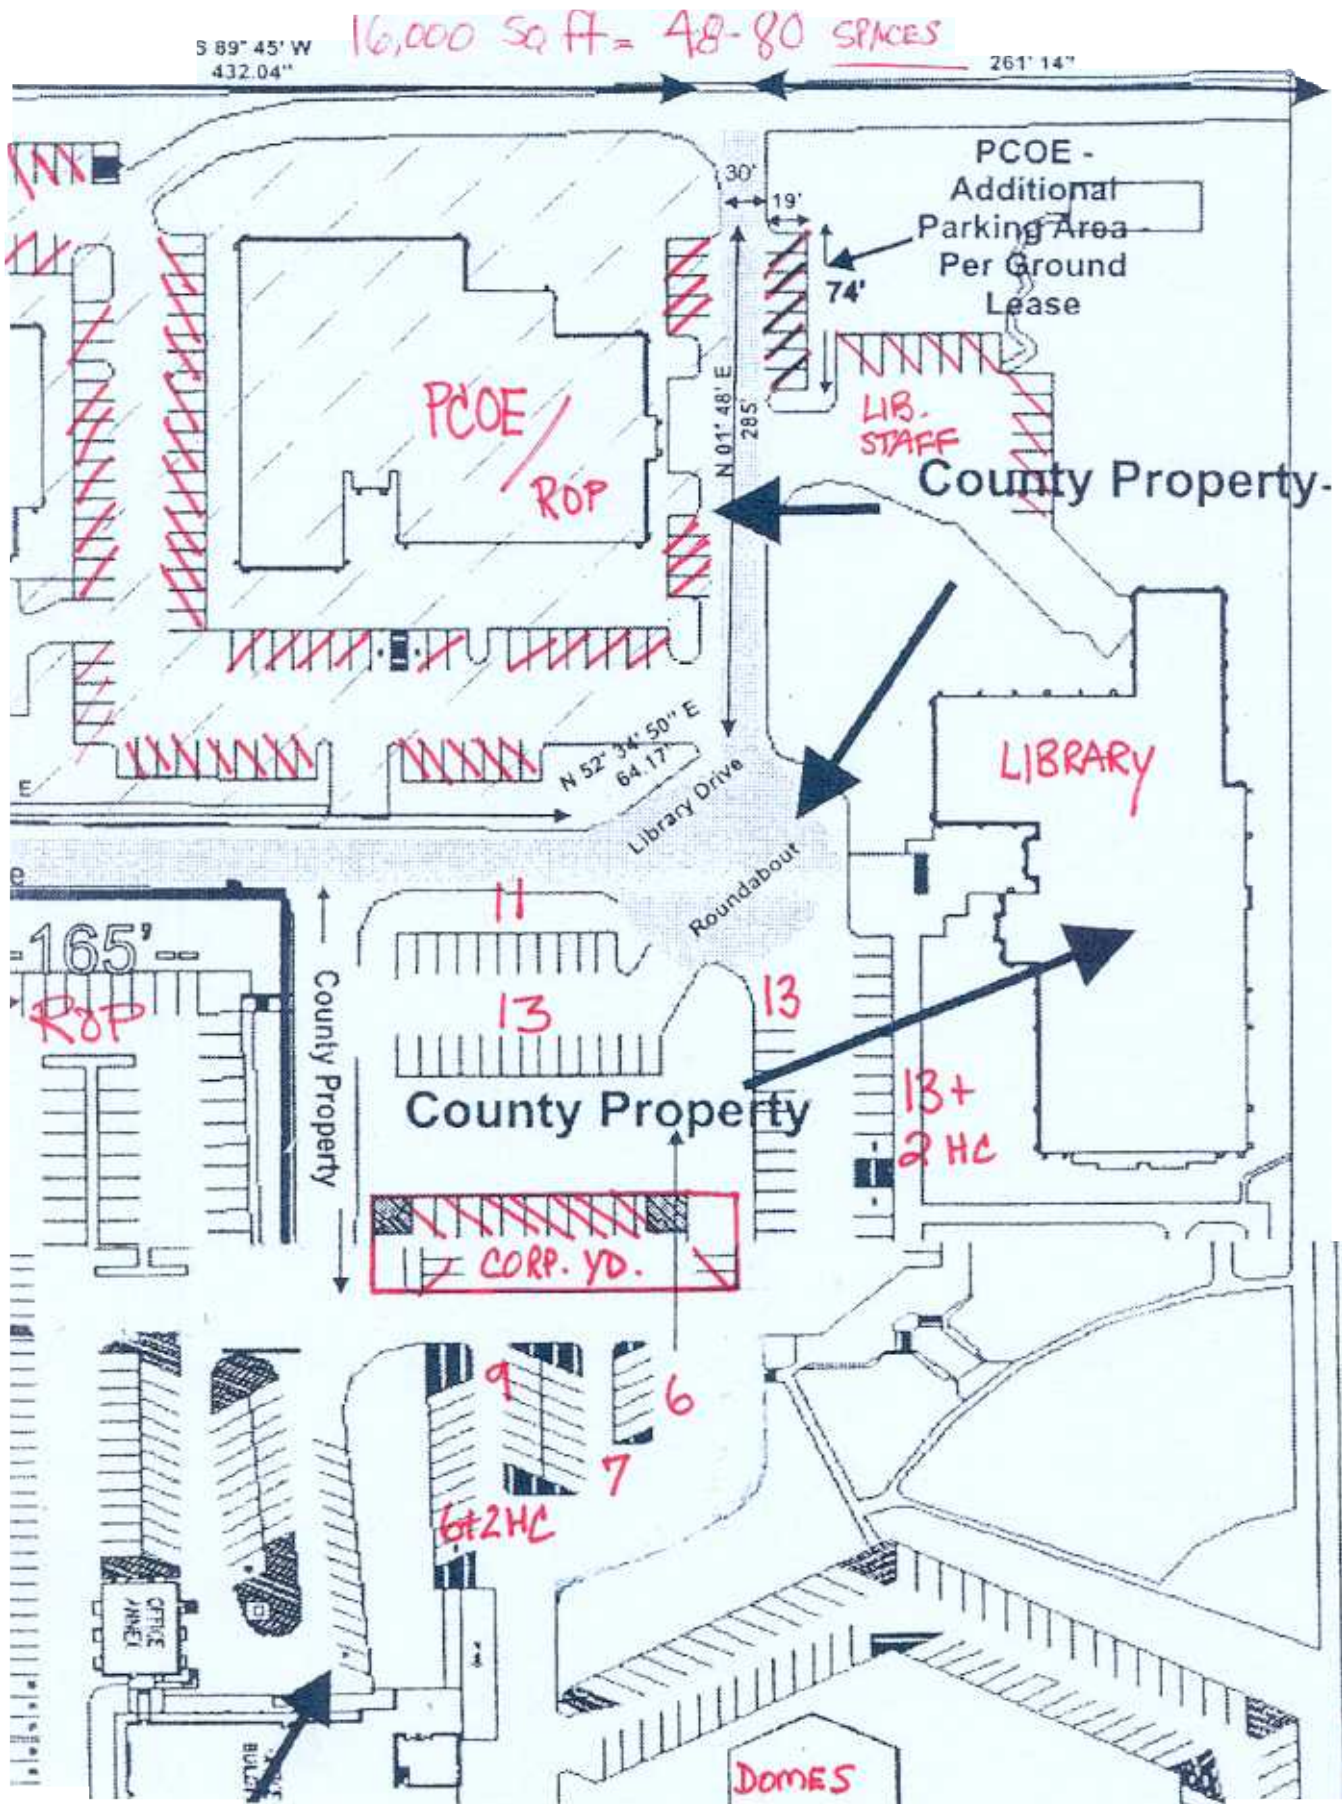 16,000 Sq ft = 48-80 SPACES
S 89° 45' W
432.04"
261' 14"
PCOE -
Additional
Parking Area -
Per Ground
Lease
30'
19'
74'
N 01° 48' E
285'
PCOE/
ROP
LIB.
STAFF
County Property-
N 52° 34' 50" E
64.17'
LIBRARY
Library Drive
Roundabout
E
e
-165'--
ROP
County Property
11
13
13
County Property
13+
2 HC
CORP. YD.
9
6
7
6+2HC
OFFICE
ANNEX
DOMES